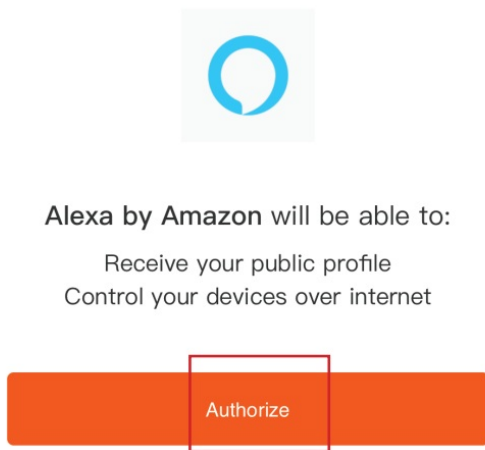 Alexa by Amazon will be able to:
Receive your public profile
Control your devices over internet
Authorize